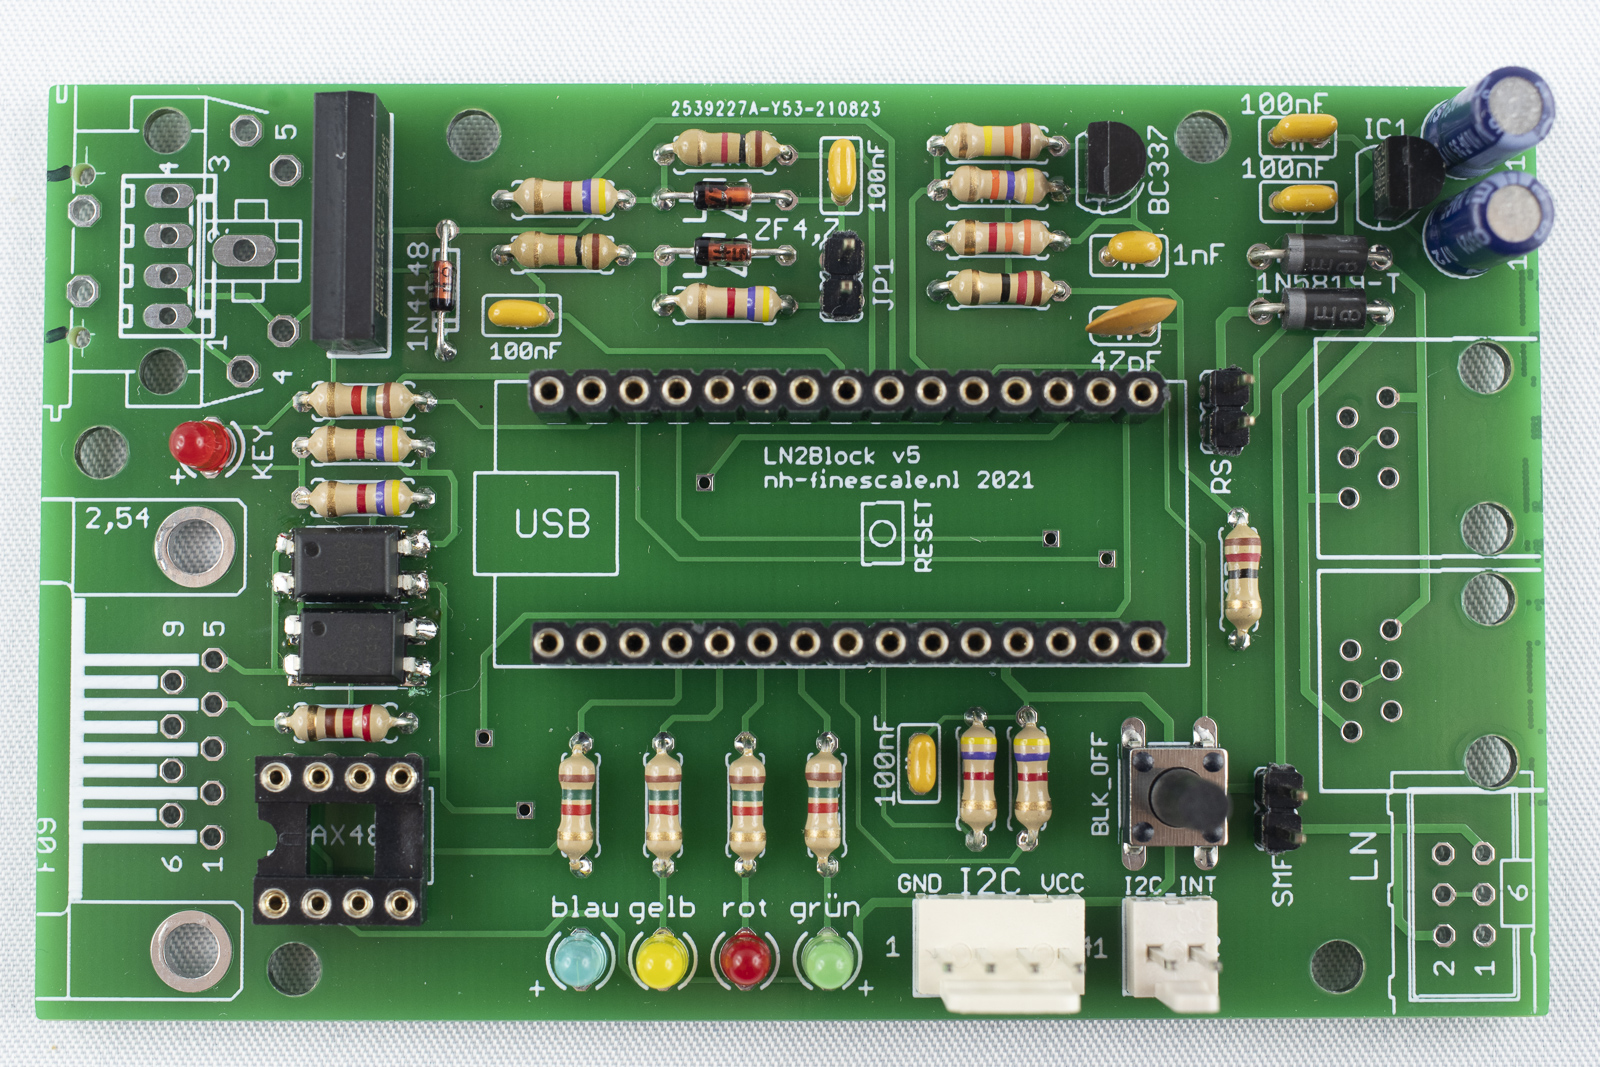 2539227A-Y53-210823
100nF
IC1
100nF
5
4
3
1
4
100nF
BC337
ZF4,7
1N4148
JP1
1nF
1N5819-T
100nF
47pF
KEY
LN2Block v5
nh-finescale.nl 2021
RS
2,54
USB
RESET
9
5
6
1
F09
AX48
100nF
BLK_OFF
SMF
LN
6
2
1
GND I2C VCC
I2C_INT
blau gelb rot grün
1
41
+
+
+